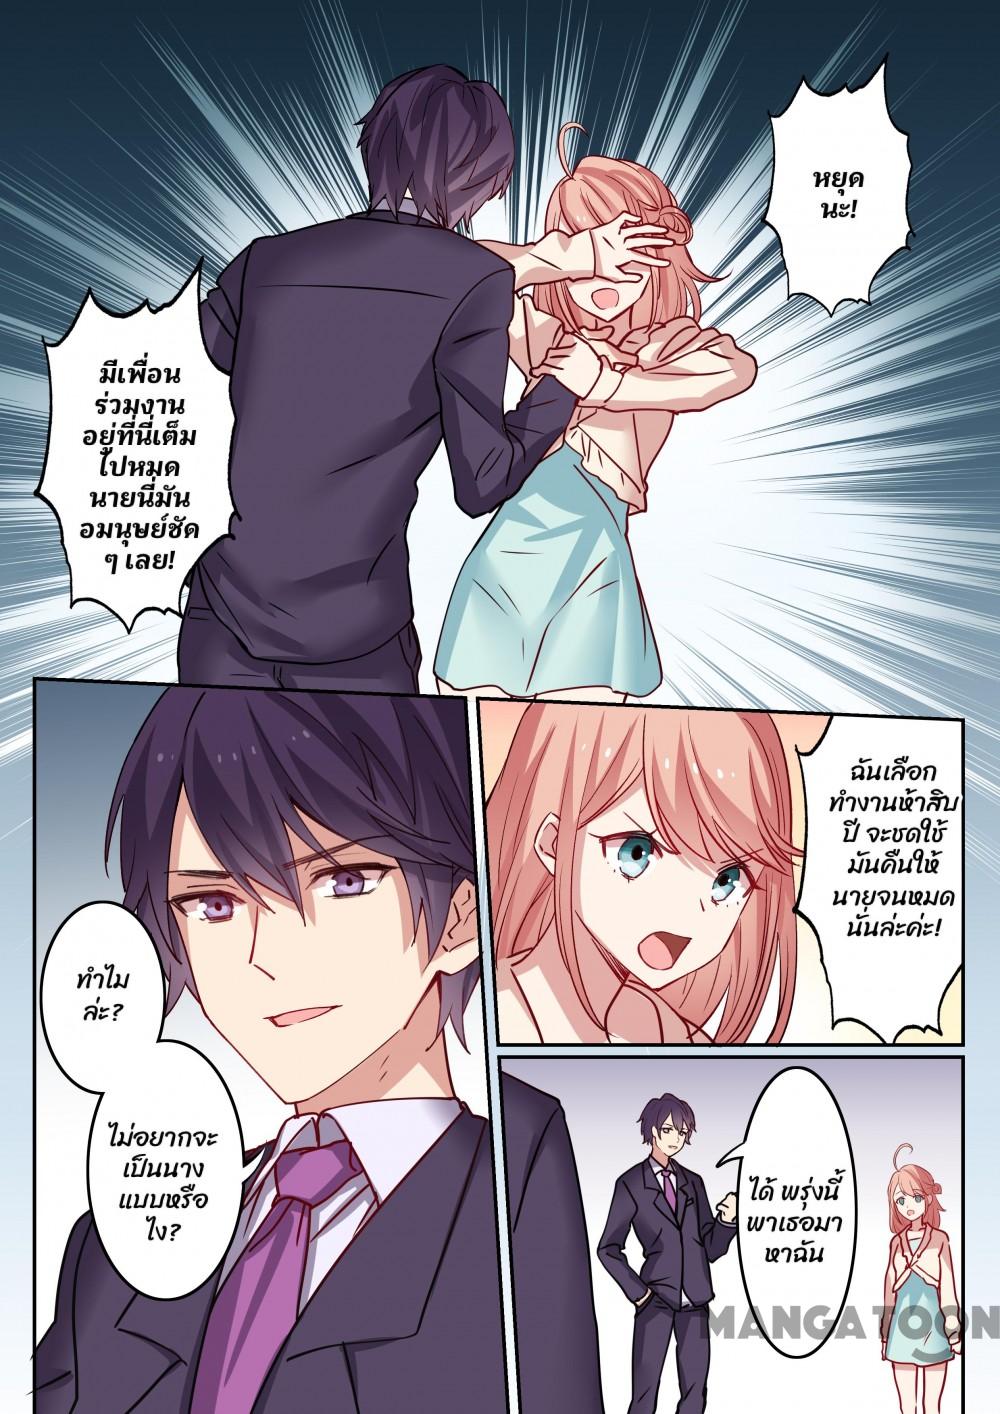 หยุด
นะ!
มีเพื่อน
ร่วมงาน
อยู่ที่นี่เต็ม
ไปหมด
นายนี่มัน
อมนุษย์ชัด
ๆ เลย!
ฉันเลือก
ทำงานห้าสิบ
ปี จะชดใช้
มันคืนให้
นายจนหมด
นั่นล่ะค่ะ!
ทำไม
ล่ะ?
ไม่อยากจะ
เป็นนาง
แบบหรือ
ไง?
ได้ พรุ่งนี้
พาเธอมา
หาฉัน
MANGATOON